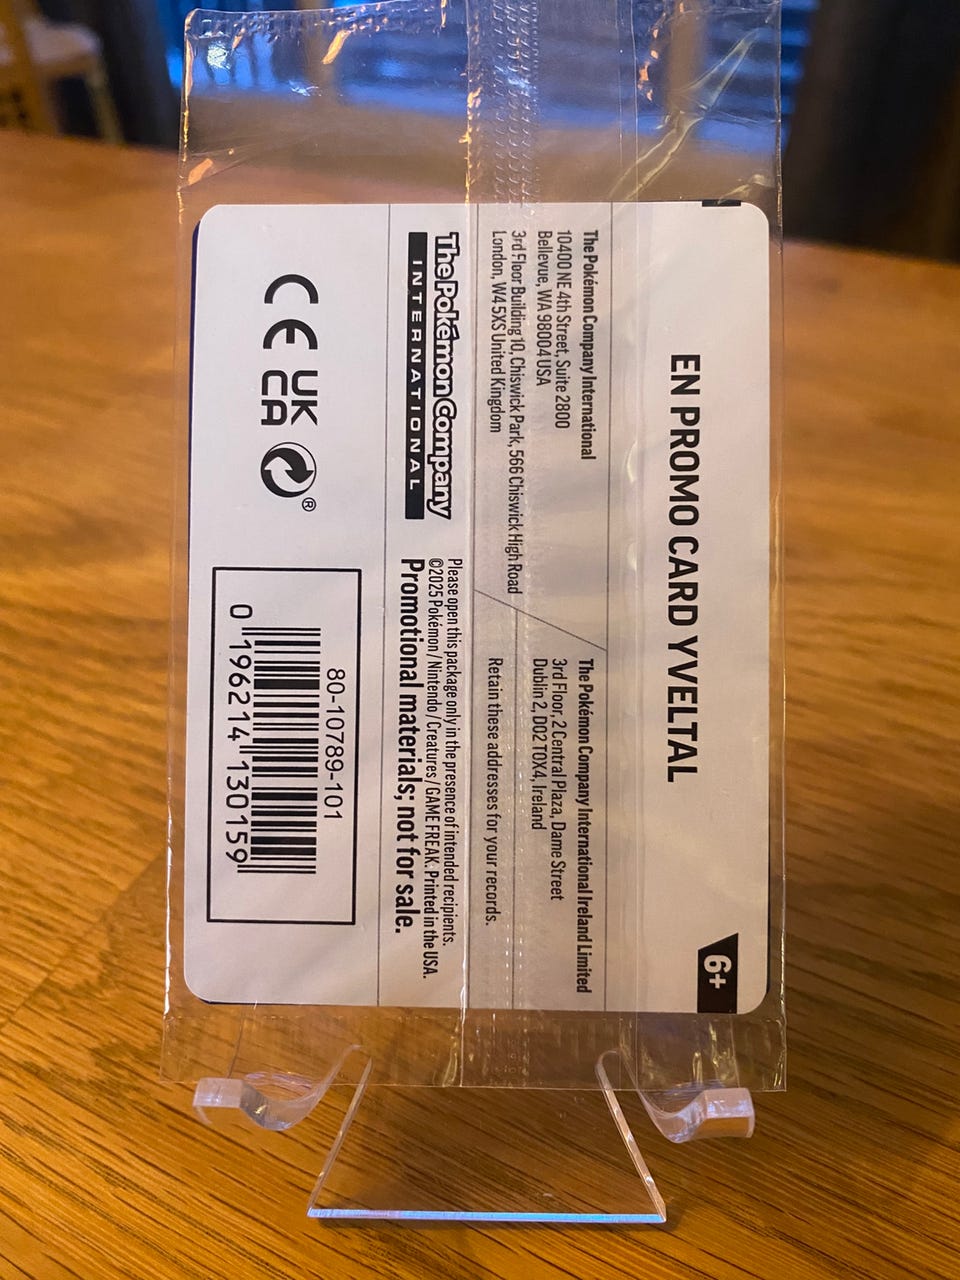 EN PROMO CARD YVELTAL
6+
The Pokémon Company International
10400 NE 4th Street, Suite 2800
Bellevue, WA 98004 USA
3rd Floor Building 10, Chiswick Park, 566 Chiswick High Road
London, W4 5XS United Kingdom
The Pokémon Company International Ireland Limited
3rd Floor, 2 Central Plaza, Dame Street
Dublin 2, D02 T0X4, Ireland
Retain these addresses for your records.
The Pokémon Company
INTERNATIONAL
Please open this package only in the presence of intended recipients.
©2025 Pokémon / Nintendo / Creatures / GAME FREAK. Printed in the USA.
Promotional materials; not for sale.
CE UK
CA ®
80-10789-101
0 196214 130159